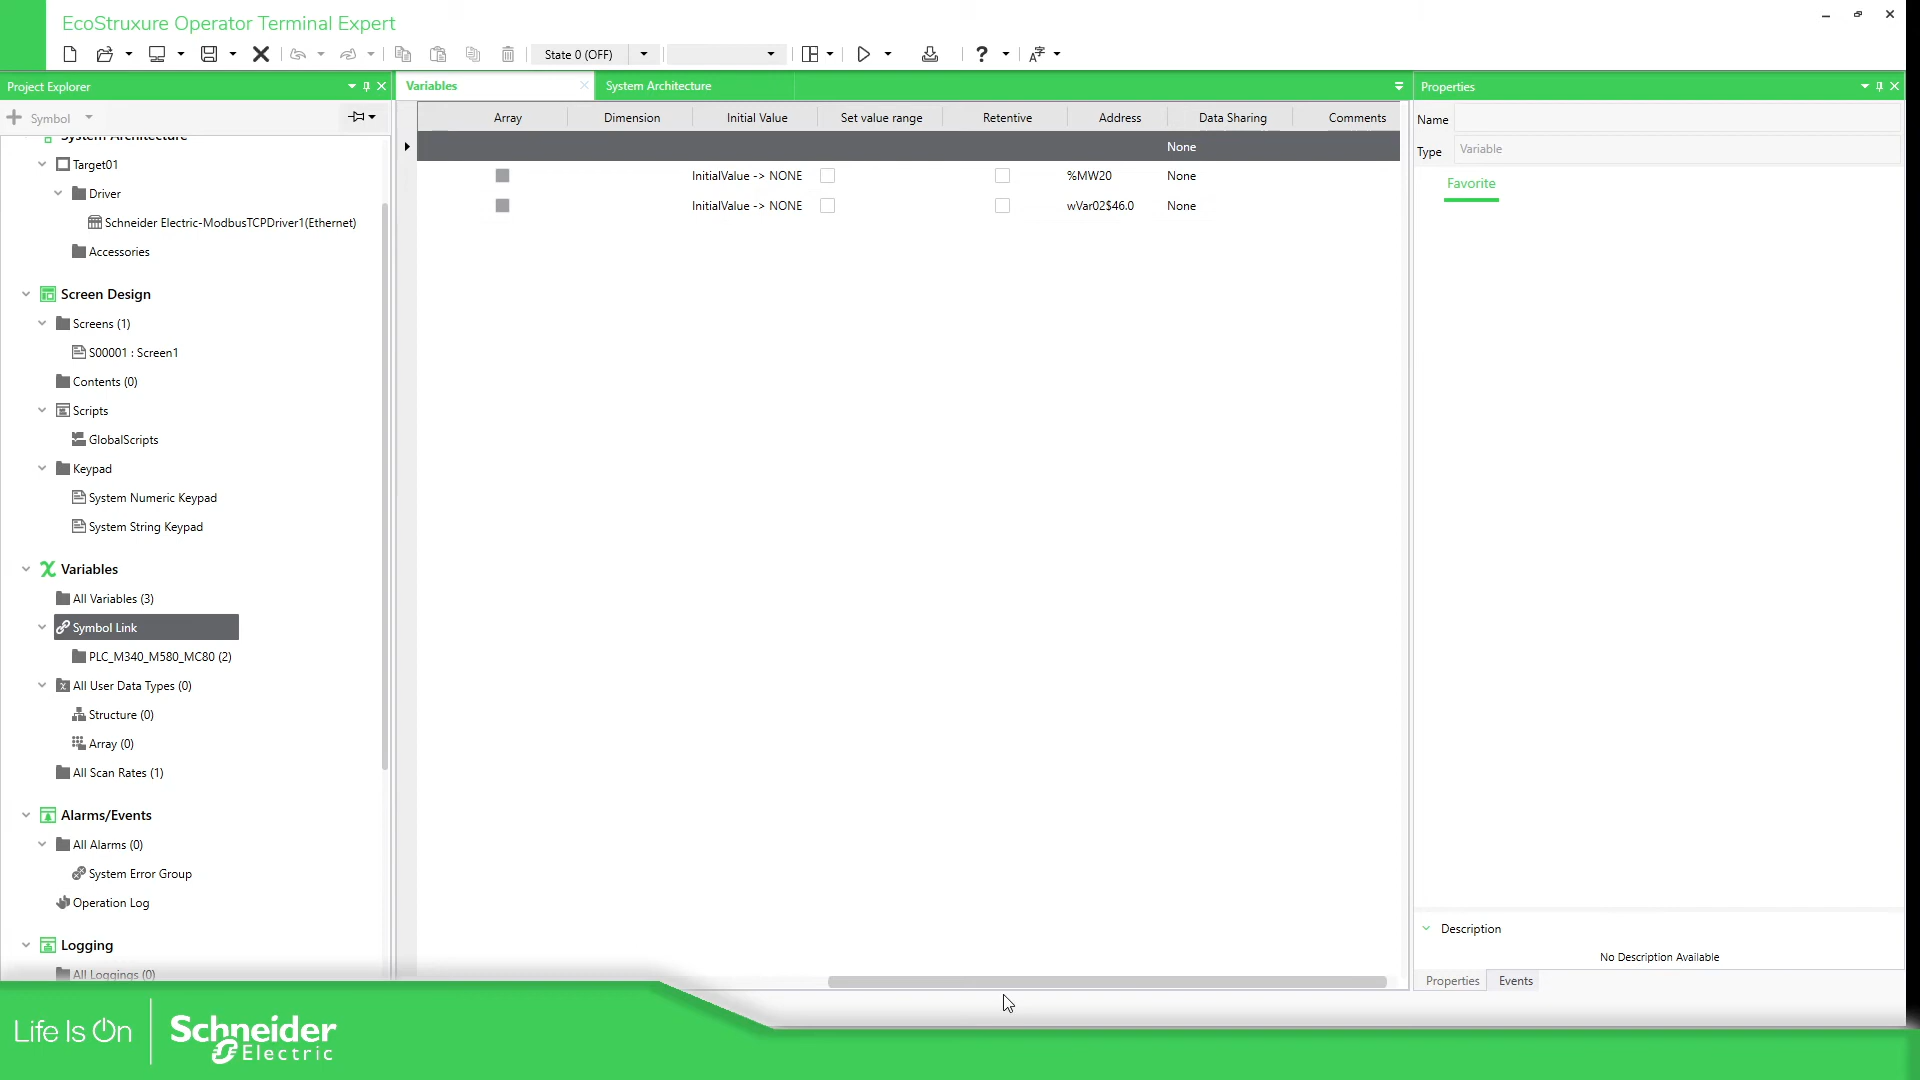 EcoStruxure Operator Terminal Expert
State 0 (OFF)
Project Explorer
Variables
System Architecture
Properties
Symbol
System Architecture
Target01
Driver
Schneider Electric-ModbusTCPDriver1(Ethernet)
Accessories
Screen Design
Screens (1)
S00001 : Screen1
Contents (0)
Scripts
GlobalScripts
Keypad
System Numeric Keypad
System String Keypad
Variables
All Variables (3)
Symbol Link
PLC_M340_M580_MC80 (2)
All User Data Types (0)
Structure (0)
Array (0)
All Scan Rates (1)
Alarms/Events
All Alarms (0)
System Error Group
Operation Log
Logging
All Loggings (0)
Array Dimension Initial Value Set value range Retentive Address Data Sharing Comments
None
InitialValue -> NONE %MW20 None
InitialValue -> NONE wVar02$46.0 None
Name
Type Variable
Favorite
Description
No Description Available
Properties Events
Life Is On
Schneider
Electric